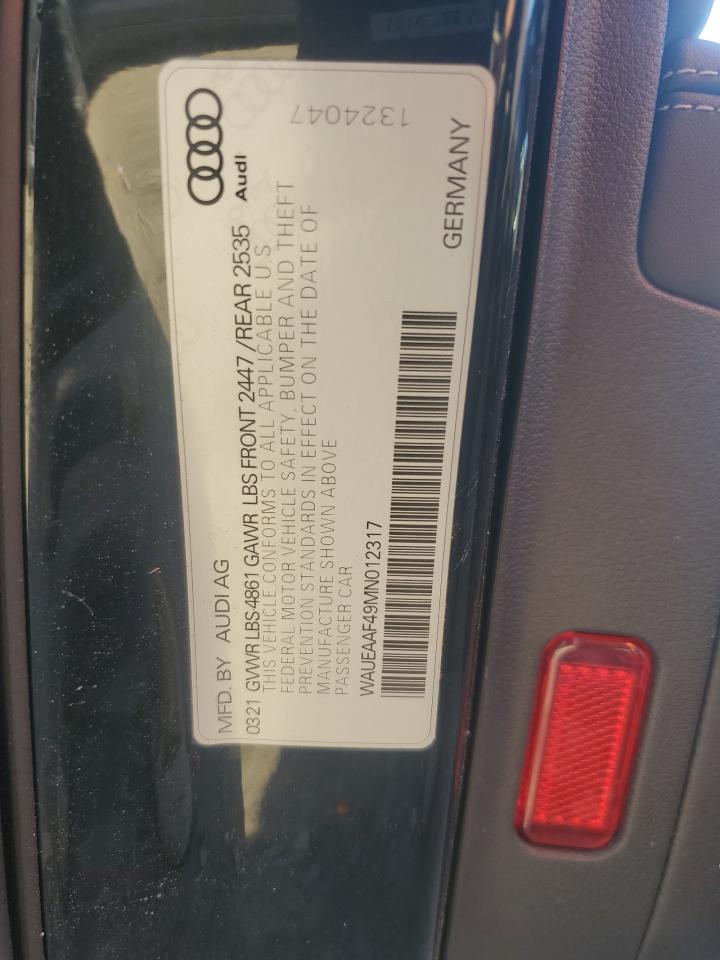 MFD. BY AUDI AG
Audi
0321 GVWR LBS 4861 GAWR LBS FRONT 2447/REAR 2535
THIS VEHICLE CONFORMS TO ALL APPLICABLE U.S
FEDERAL MOTOR VEHICLE SAFETY, BUMPER AND THEFT
PREVENTION STANDARDS IN EFFECT ON THE DATE OF
MANUFACTURE SHOWN ABOVE
PASSENGER CAR
WAUEAAF49MN012317
GERMANY
1324047